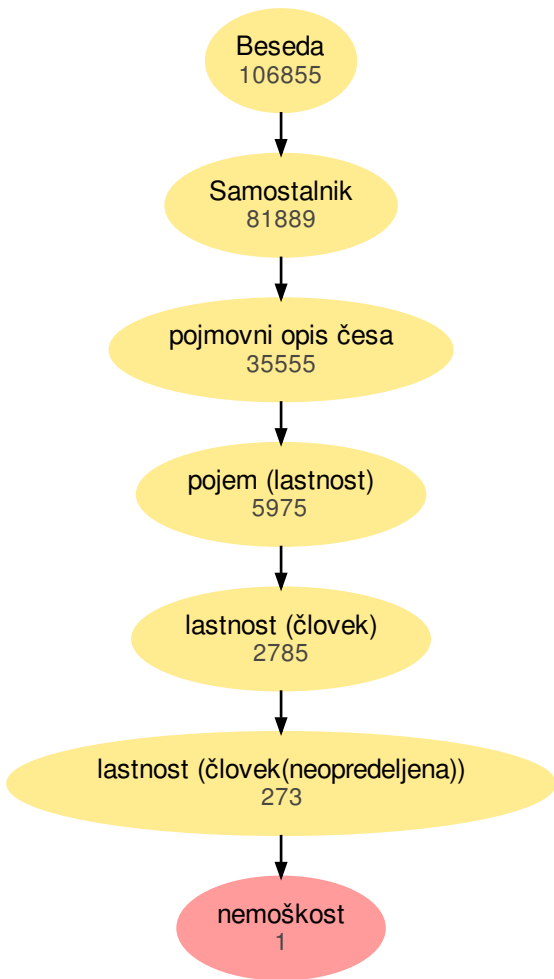 Beseda
106855
Samostalnik
81889
pojmovni opis česa
35555
pojem (lastnost)
5975
lastnost (človek)
2785
lastnost (človek(neopredeljena))
273
nemoškost
1